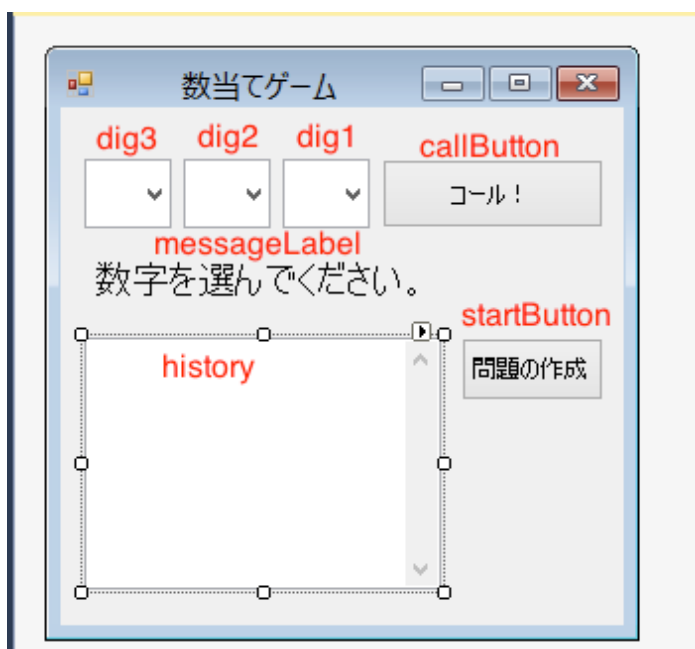 数当てゲーム
dig3 dig2 dig1 callButton
コール！
messageLabel
数字を選んでください。
startButton
history
問題の作成